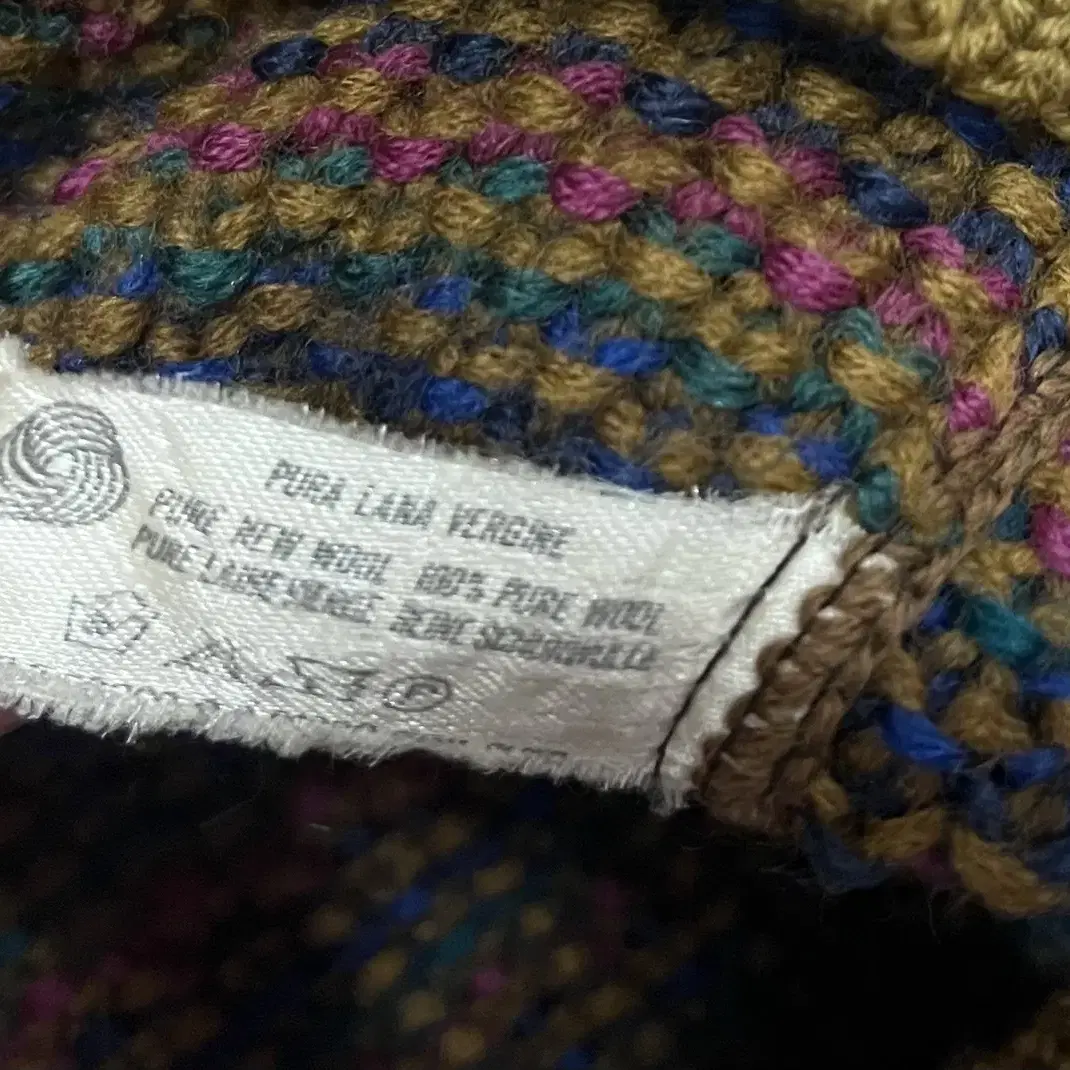 PURA LANA VERGINE
PURE NEW WOOL 100% PURE WOOL
PURE LAINE VIERGE REINE SCHURWOLLE
A
P